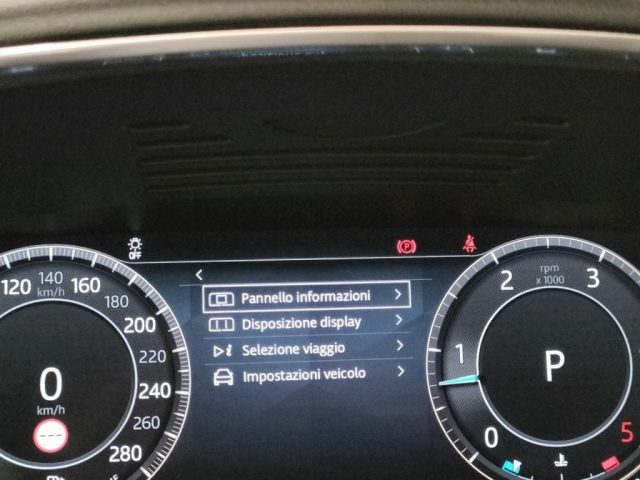 OFF
P
Pannello informazioni
Disposizione display
Selezione viaggio
Impostazioni veicolo
120 140 160
km/h
180
200
220
240
260
280
0
km/h
---
rpm
x 1000
0 1 2 3 5
P